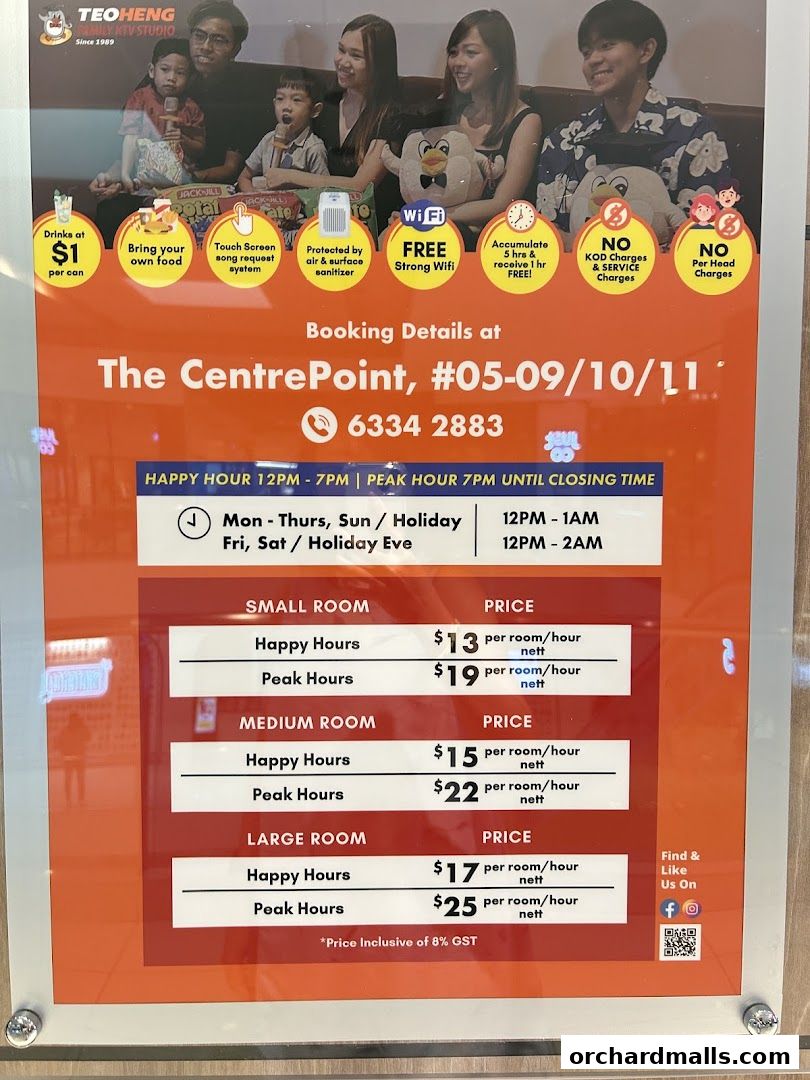 TEOHENG
FAMILY KTV STUDIO
Since 1989
JACK 'n JILL
JACK 'n JILL
Drinks at
$1
per can
Bring your
own food
Touch Screen
song request
system
Protected by
air & surface
sanitizer
WiFi
FREE
Strong Wifi
Accumulate
5 hrs &
receive 1 hr
FREE!
NO
KOD Charges
& SERVICE
Charges
NO
Per Head
Charges
Booking Details at
The CentrePoint, #05-09/10/11
6334 2883
HAPPY HOUR 12PM - 7PM | PEAK HOUR 7PM UNTIL CLOSING TIME
Mon - Thurs, Sun / Holiday 12PM - 1AM
Fri, Sat / Holiday Eve 12PM - 2AM
SMALL ROOM PRICE
Happy Hours $13 per room/hour nett
Peak Hours $19 per room/hour nett
MEDIUM ROOM PRICE
Happy Hours $15 per room/hour nett
Peak Hours $22 per room/hour nett
LARGE ROOM PRICE
Happy Hours $17 per room/hour nett
Peak Hours $25 per room/hour nett
*Price Inclusive of 8% GST
Find &
Like
Us On
orchardmalls.com